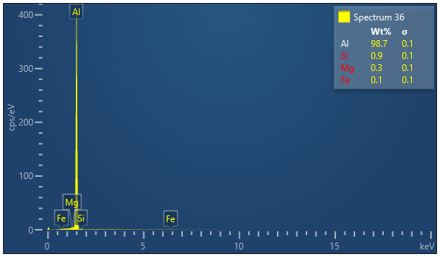 400
300
200
100
0
cps/eV
Al
Mg
Fe
Si
Fe
0
5
10
15
keV
Spectrum 36
Wt% σ
Al 98.7 0.1
Si 0.9 0.1
Mg 0.3 0.1
Fe 0.1 0.1